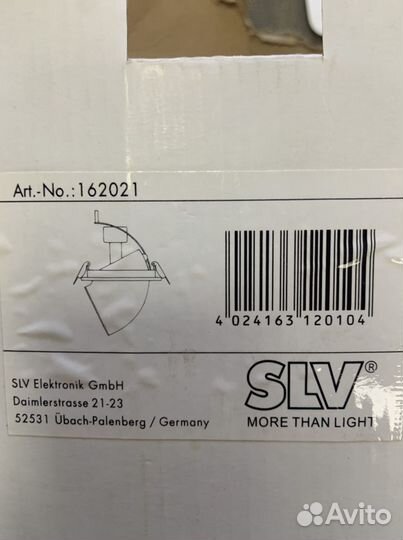 Art.-No.:162021
4 024163 120104
SLV Elektronik GmbH
Daimlerstrasse 21-23
52531 Übach-Palenberg / Germany
SLV®
MORE THAN LIGHT
Avito